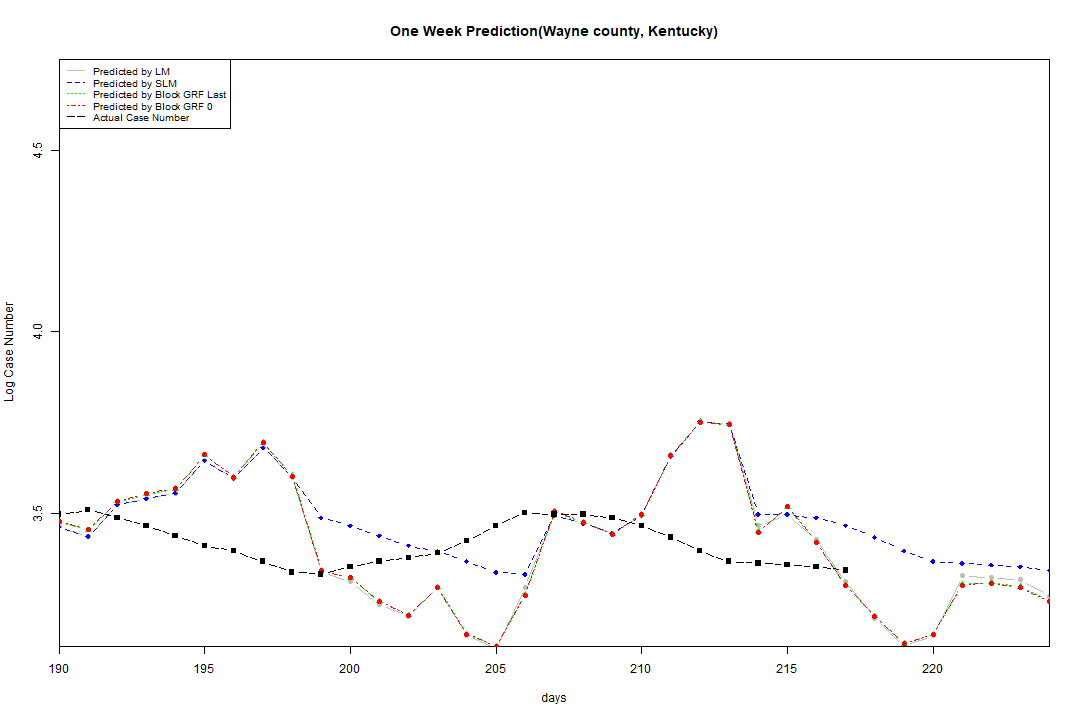 One Week Prediction(Wayne county, Kentucky)
Predicted by LM
Predicted by SLM
Predicted by Block GRF Last
Predicted by Block GRF 0
Actual Case Number
4.5
4.0
3.5
Log Case Number
190 195 200 205 210 215 220
days